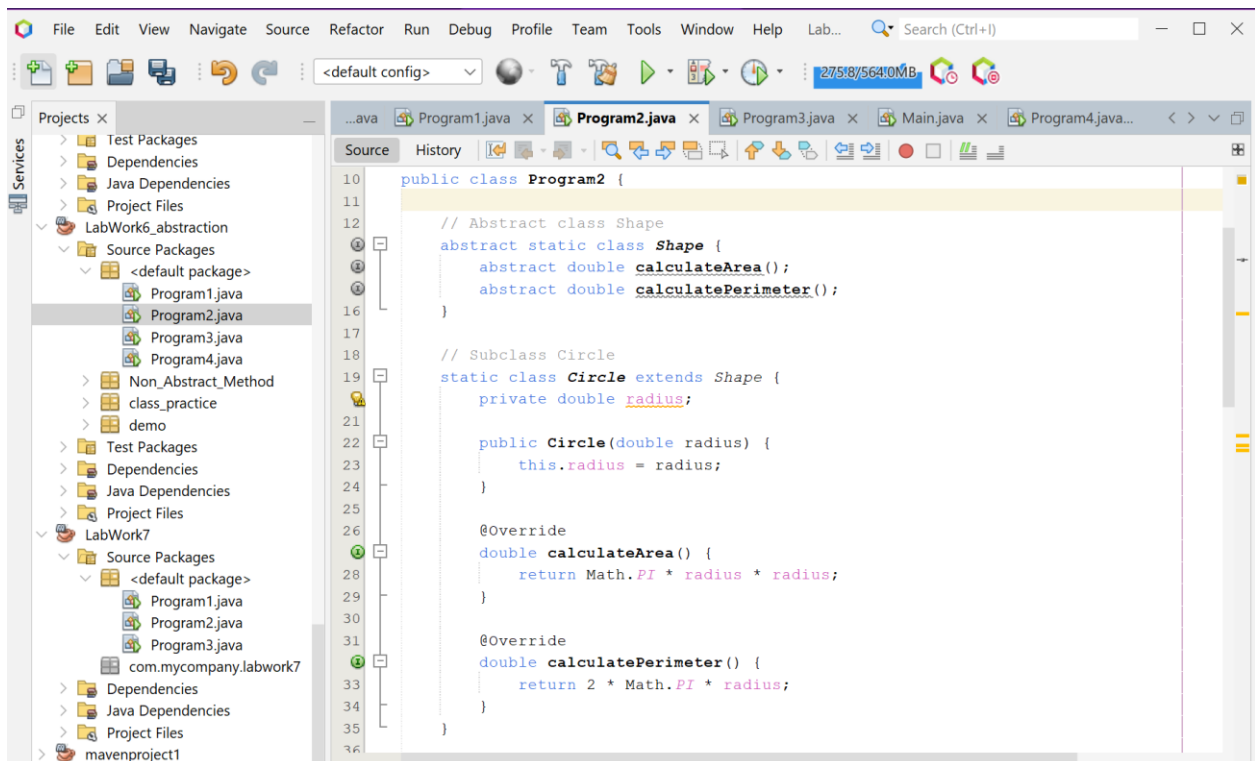 File Edit View Navigate Source Refactor Run Debug Profile Team Tools Window Help Lab... Search (Ctrl+I)
<default config> 275.8/564.0MB
Services
Projects
Test Packages
Dependencies
Java Dependencies
Project Files
LabWork6_abstraction
Source Packages
<default package>
Program1.java
Program2.java
Program3.java
Program4.java
Non_Abstract_Method
class_practice
demo
Test Packages
Dependencies
Java Dependencies
Project Files
LabWork7
Source Packages
<default package>
Program1.java
Program2.java
Program3.java
com.mycompany.labwork7
Dependencies
Java Dependencies
Project Files
mavenproject1
...ava Program1.java Program2.java Program3.java Main.java Program4.java...
Source History
10 public class Program2 {
11
12 // Abstract class Shape
abstract static class Shape {
abstract double calculateArea();
abstract double calculatePerimeter();
16 }
17
18 // Subclass Circle
19 static class Circle extends Shape {
private double radius;
21
22 public Circle(double radius) {
23 this.radius = radius;
24 }
25
26 @Override
double calculateArea() {
28 return Math.PI * radius * radius;
29 }
30
31 @Override
double calculatePerimeter() {
33 return 2 * Math.PI * radius;
34 }
35 }
36